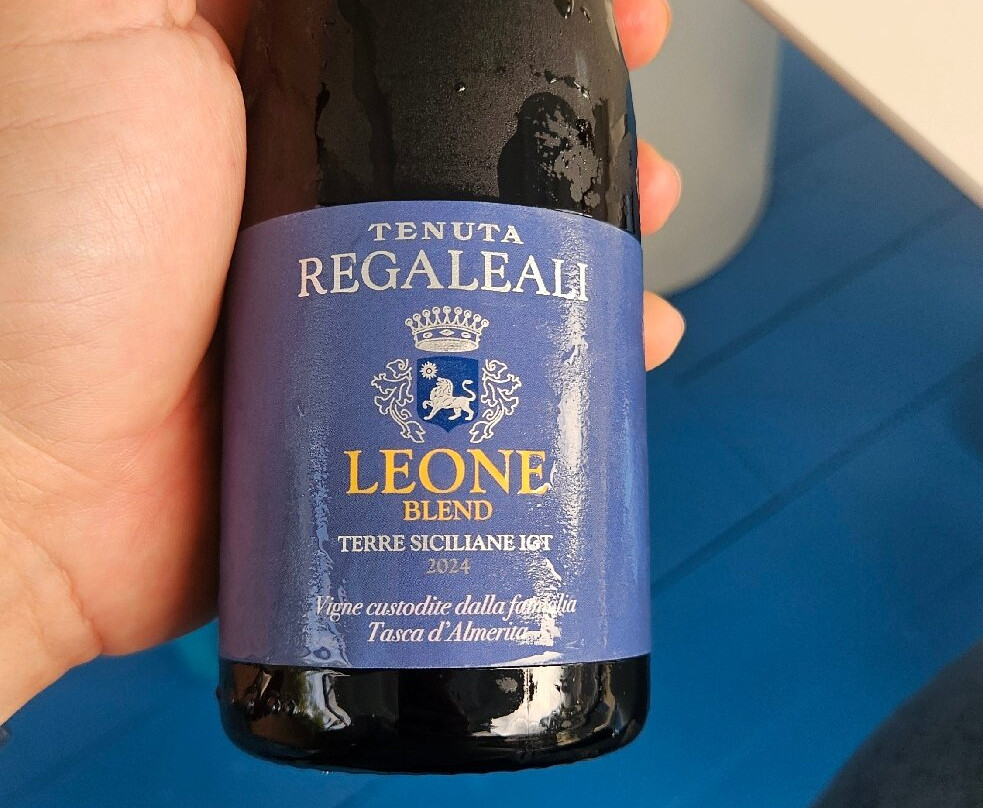 TENUTA
REGALEALI
LEONE
BLEND
TERRE SICILIANE IGT
2024
Vigne custodite dalla famiglia
Tasca d'Almerita